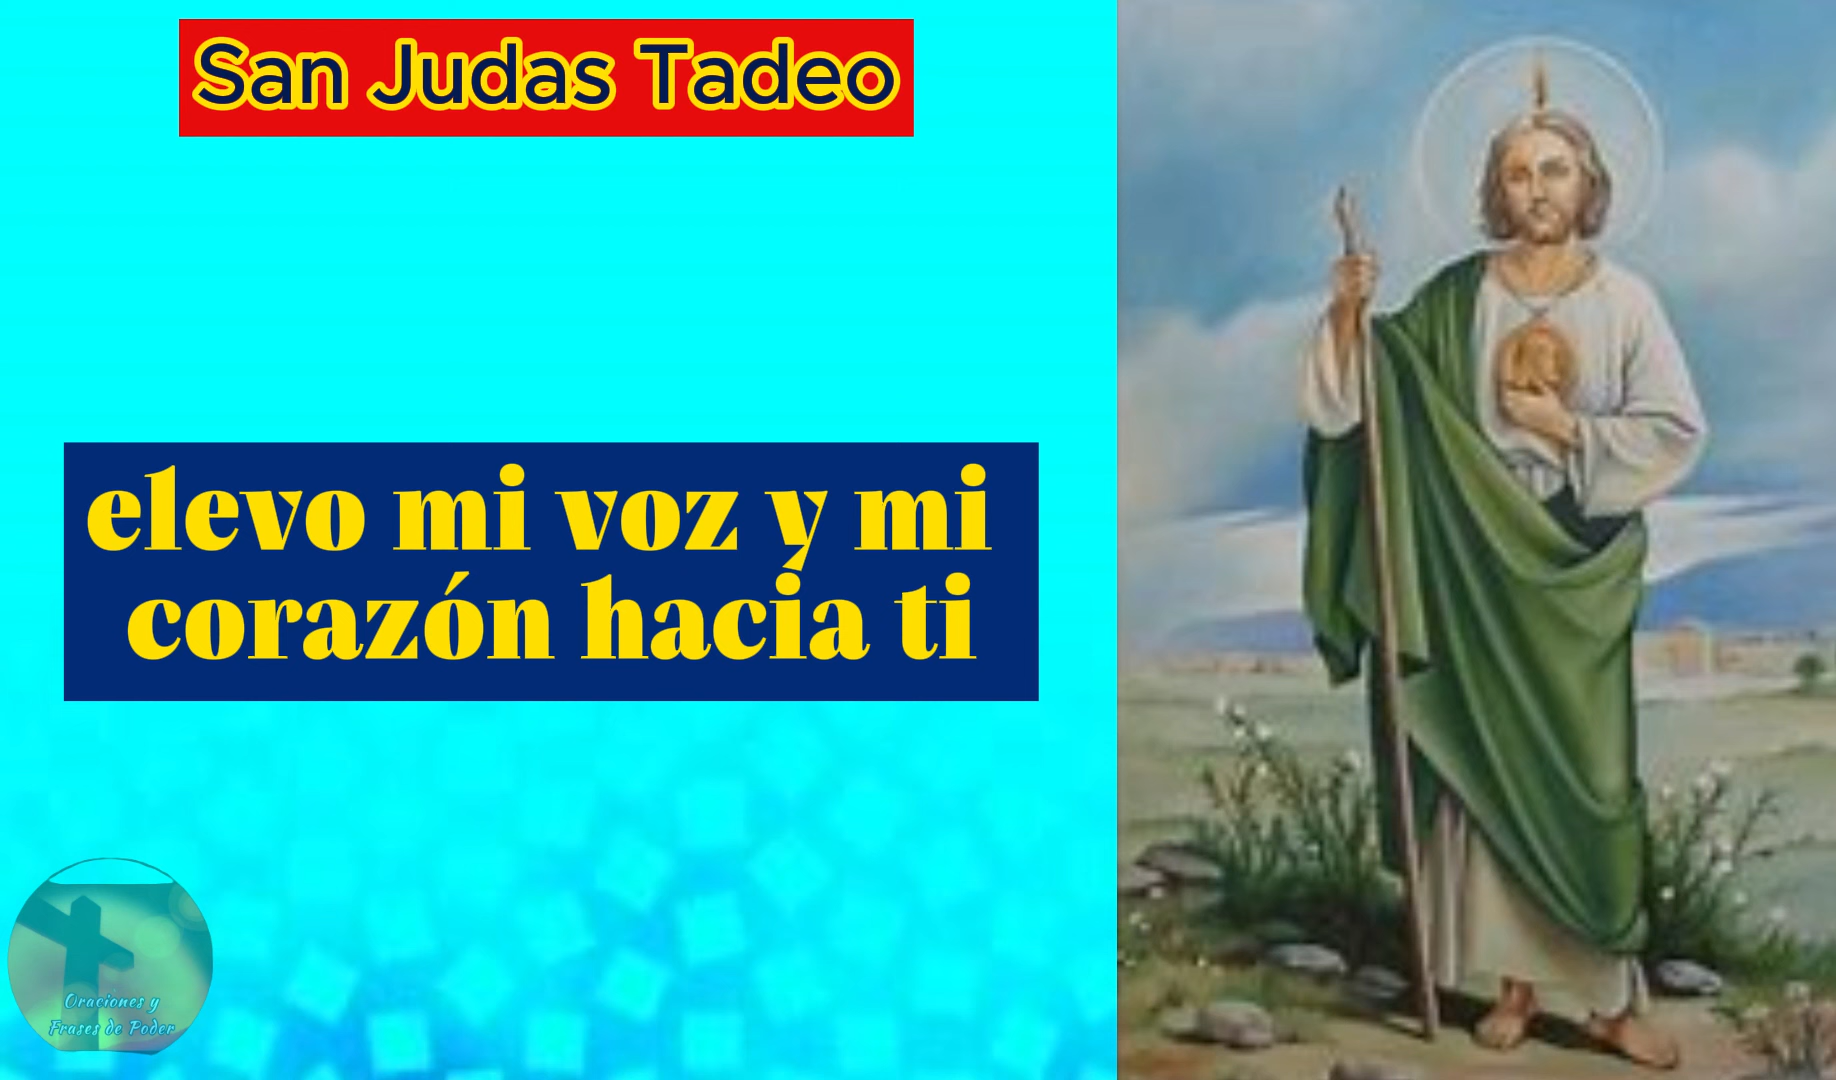 San Judas Tadeo
elevo mi voz y mi
corazón hacia ti
Oraciones y
Frases de Poder